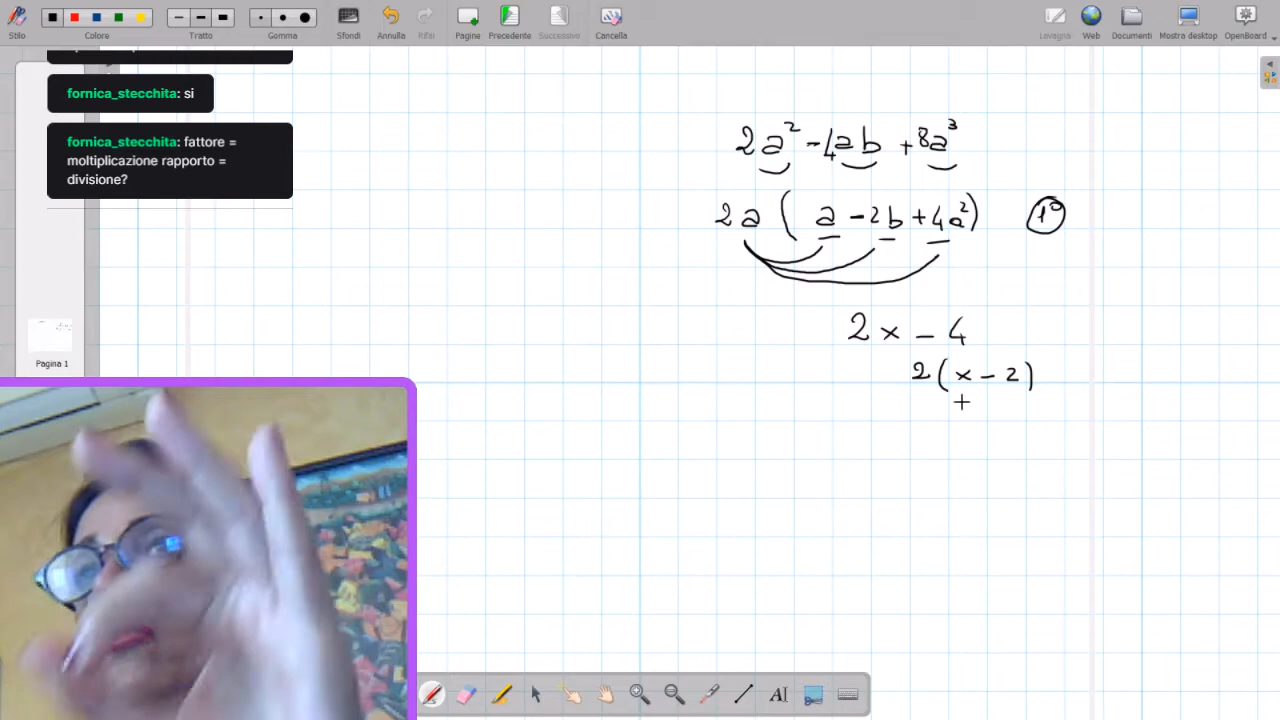 Stilo
Colore
Tratto
Gomma
Sfondi
Annulla
Rifai
Pagine
Precedente
Successivo
Cancella
Lavagna
Web
Documenti
Mostra desktop
OpenBoard
fornica_stecchita: si
fornica_stecchita: fattore =
moltiplicazione rapporto =
divisione?
Pagina 1
2a² - 4ab + 8a³
2a ( a - 2b + 4a² ) 1°
2x - 4
2(x - 2)
+
AI